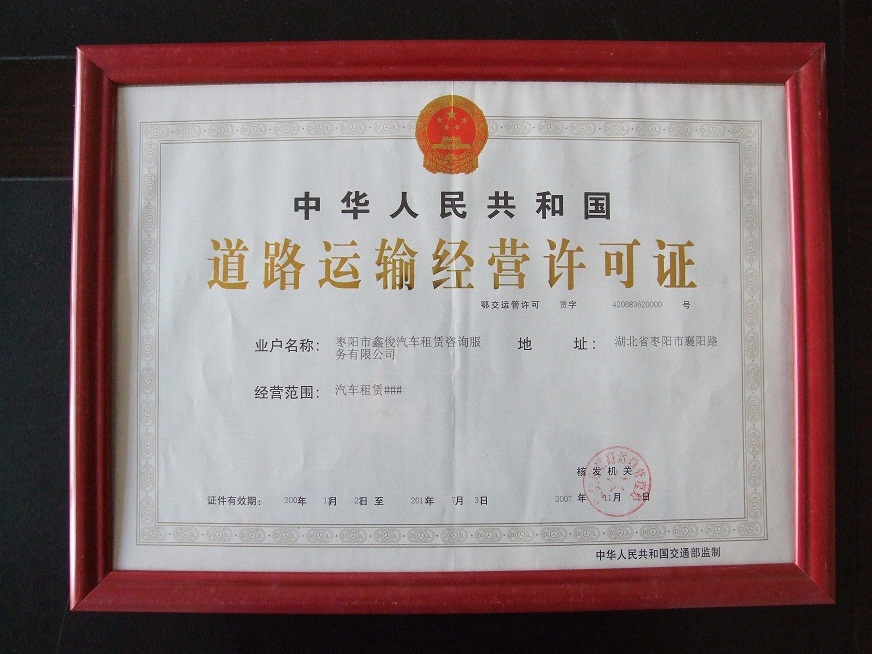 中华人民共和国
道路运输经营许可证
鄂交运管许可 货字 420683620000 号
业户名称： 枣阳市鑫俊汽车租赁咨询服务有限公司
地 址： 湖北省枣阳市襄阳路
经营范围： 汽车租赁###
核发机关
证件有效期： 年 月 日至 年 7月 日
2007 年 11月 日
中华人民共和国交通部监制